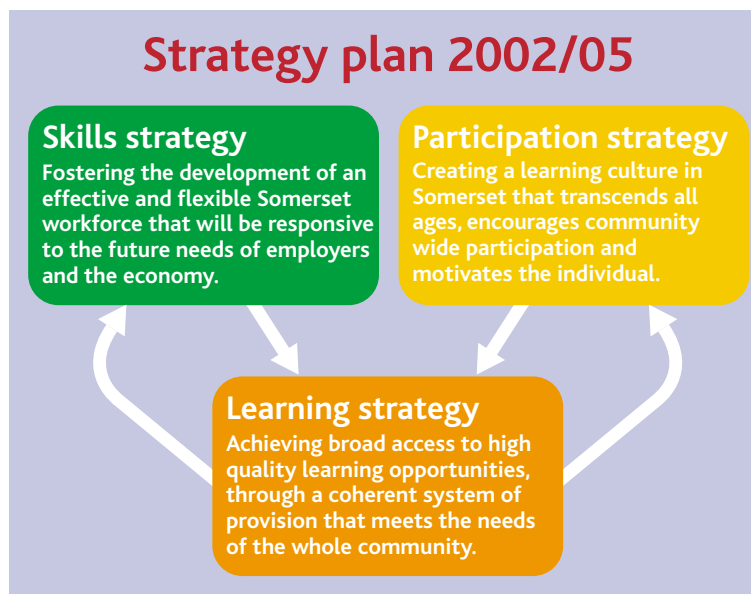 Strategy plan 2002/05
Skills strategy
Fostering the development of an
effective and flexible Somerset
workforce that will be responsive
to the future needs of employers
and the economy.
Participation strategy
Creating a learning culture in
Somerset that transcends all
ages, encourages community
wide participation and
motivates the individual.
Learning strategy
Achieving broad access to high
quality learning opportunities,
through a coherent system of
provision that meets the needs
of the whole community.